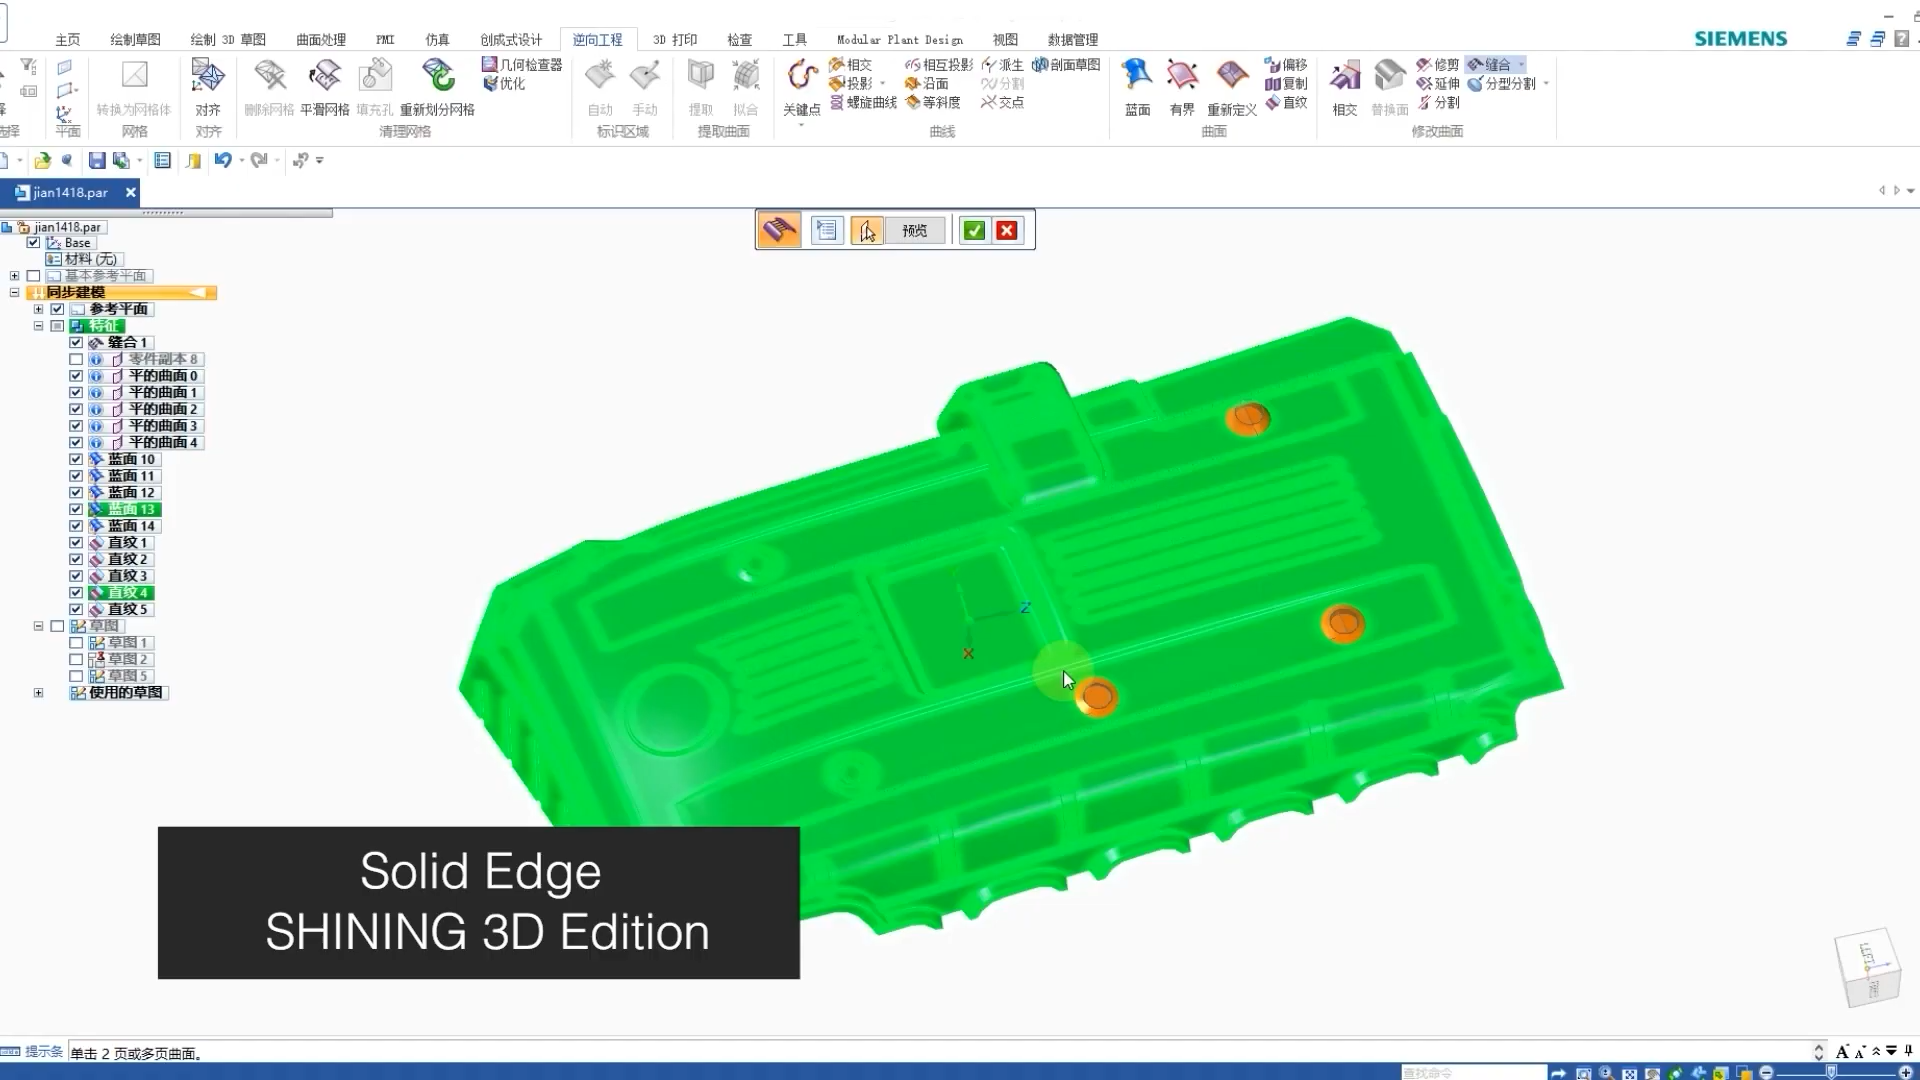 主页 绘制草图 绘制 3D 草图 曲面处理 PMI 仿真 创成式设计 逆向工程 3D 打印 检查 工具 Modular Plant Design 视图 数据管理
SIEMENS
转换为网格体 对齐 删除网格 平滑网格 填充孔 重新划分网格
几何检查器
优化
自动 手动 提取 拟合 关键点
相交 相互投影 派生 剖面草图
投影 沿面 分割
螺旋曲线 等斜度 交点
蓝面 有界 重新定义
偏移
复制
直纹
相交 替换面
修剪 缝合
延伸 分型分割
分割
平面 网格 对齐 清理网格 标识区域 提取曲面 曲线 曲面 修改曲面
jian1418.par
预览
jian1418.par
Base
材料 (无)
基本参考平面
同步建模
参考平面
特征
缝合 1
零件副本 8
平的曲面 0
平的曲面 1
平的曲面 2
平的曲面 3
平的曲面 4
蓝面 10
蓝面 11
蓝面 12
蓝面 13
蓝面 14
直纹 1
直纹 2
直纹 3
直纹 4
直纹 5
草图
草图 1
草图 2
草图 5
使用的草图
Z
X
Solid Edge
SHINING 3D Edition
LEFT
提示条 单击 2 页或多页曲面。
查找命令